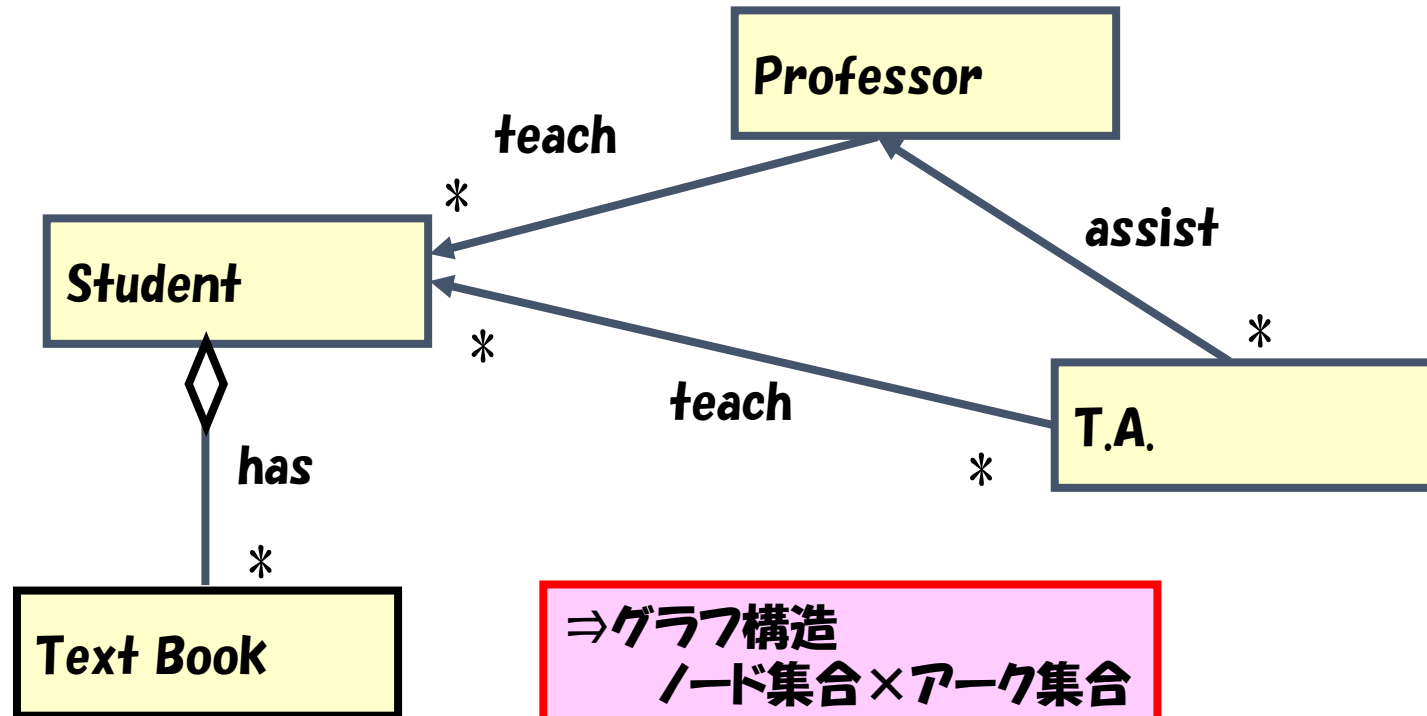 Professor
teach
*
assist
Student
*
*
teach
T.A.
has
*
*
Text Book
⇒グラフ構造
ノード集合×アーク集合